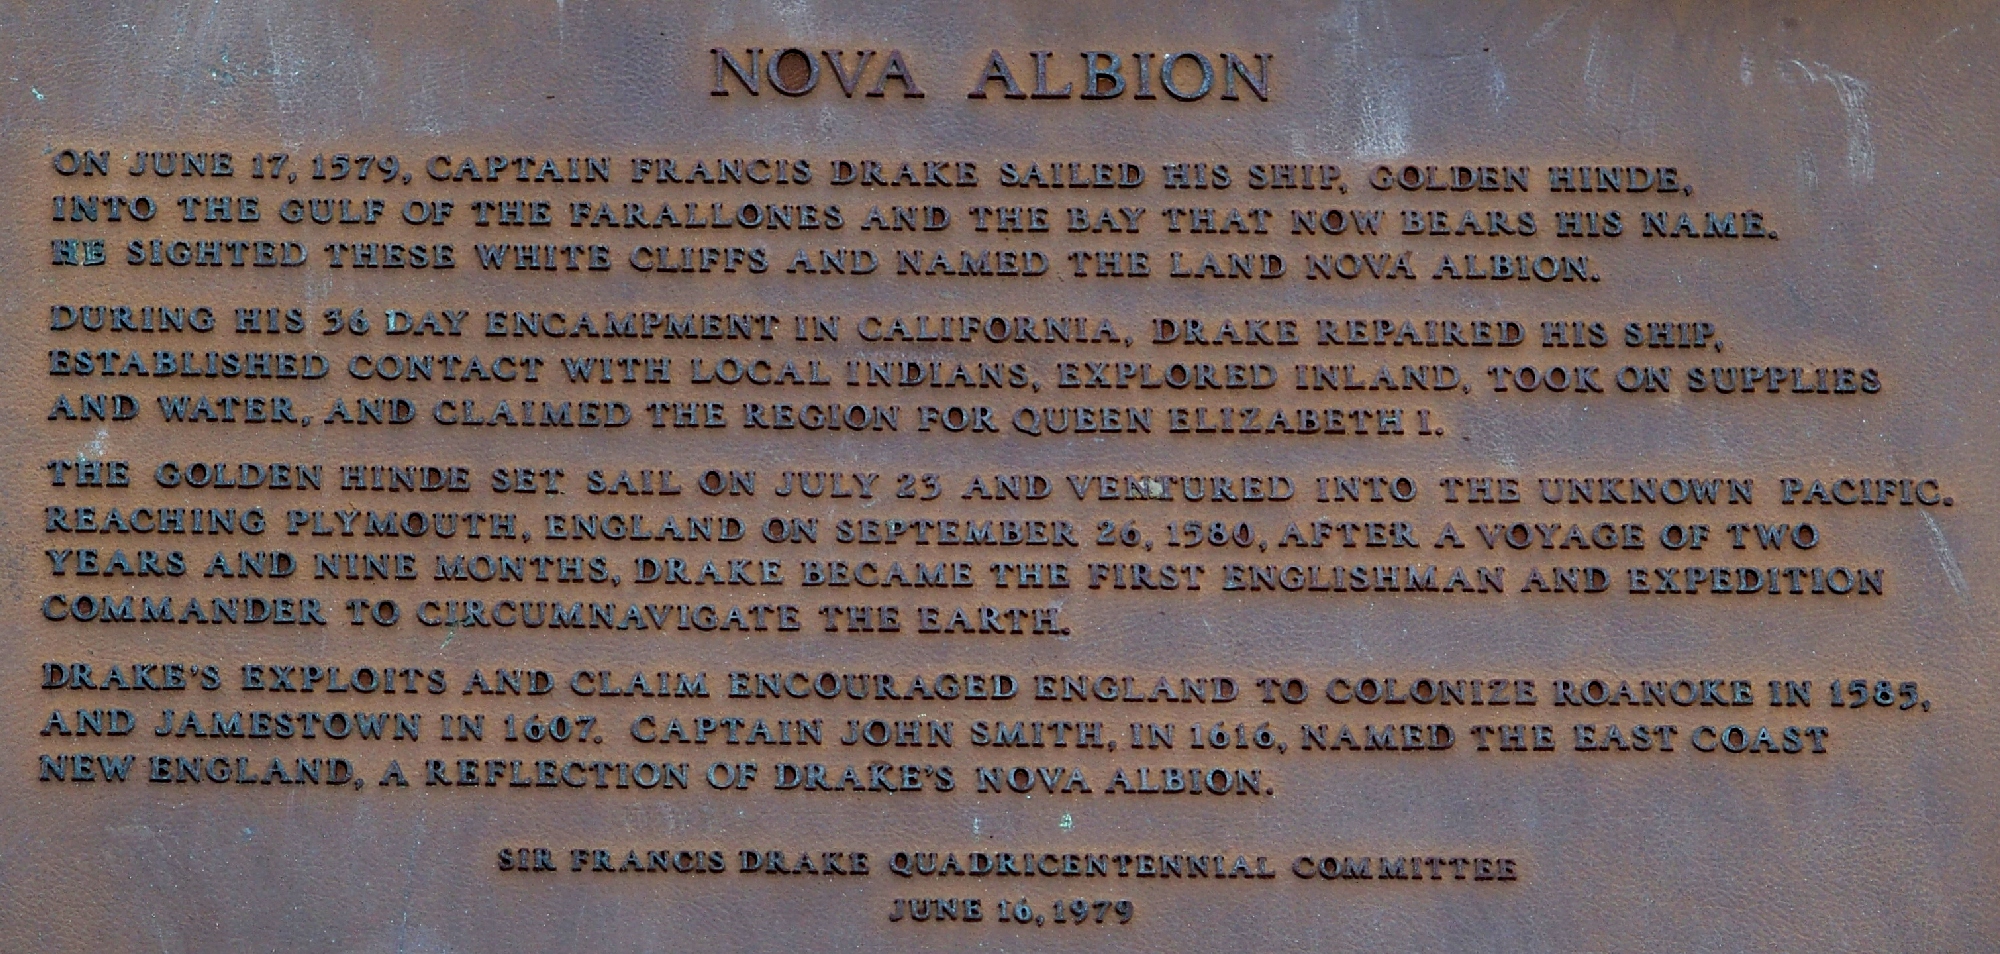 NOVA ALBION
ON JUNE 17, 1579, CAPTAIN FRANCIS DRAKE SAILED HIS SHIP, GOLDEN HINDE,
INTO THE GULF OF THE FARALLONES AND THE BAY THAT NOW BEARS HIS NAME.
HE SIGHTED THESE WHITE CLIFFS AND NAMED THE LAND NOVA ALBION.
DURING HIS 36 DAY ENCAMPMENT IN CALIFORNIA, DRAKE REPAIRED HIS SHIP,
ESTABLISHED CONTACT WITH LOCAL INDIANS, EXPLORED INLAND, TOOK ON SUPPLIES
AND WATER, AND CLAIMED THE REGION FOR QUEEN ELIZABETH I.
THE GOLDEN HINDE SET SAIL ON JULY 23 AND VENTURED INTO THE UNKNOWN PACIFIC.
REACHING PLYMOUTH, ENGLAND ON SEPTEMBER 26, 1580, AFTER A VOYAGE OF TWO
YEARS AND NINE MONTHS, DRAKE BECAME THE FIRST ENGLISHMAN AND EXPEDITION
COMMANDER TO CIRCUMNAVIGATE THE EARTH.
DRAKE'S EXPLOITS AND CLAIM ENCOURAGED ENGLAND TO COLONIZE ROANOKE IN 1585,
AND JAMESTOWN IN 1607. CAPTAIN JOHN SMITH, IN 1616, NAMED THE EAST COAST
NEW ENGLAND, A REFLECTION OF DRAKE'S NOVA ALBION.
SIR FRANCIS DRAKE QUADRICENTENNIAL COMMITTEE
JUNE 16, 1979